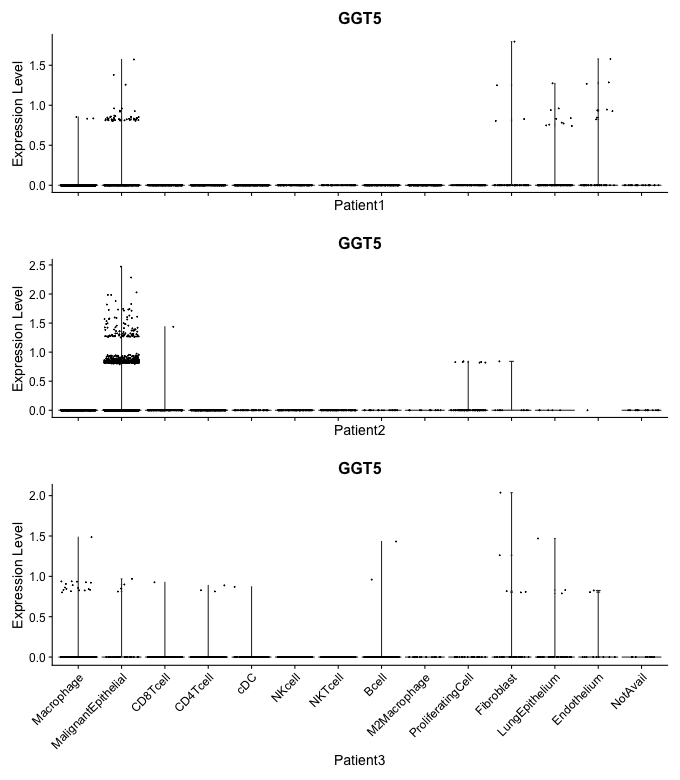 GGT5
Expression Level
1.5
1.0
0.5
0.0
Patient1
GGT5
Expression Level
2.5
2.0
1.5
1.0
0.5
0.0
Patient2
GGT5
Expression Level
2.0
1.5
1.0
0.5
0.0
Macrophage
MalignantEpithelial
CD8Tcell
CD4Tcell
cDC
NKcell
NKTcell
Bcell
M2Macrophage
ProliferatingCell
Fibroblast
LungEpithelium
Endothelium
NotAvail
Patient3